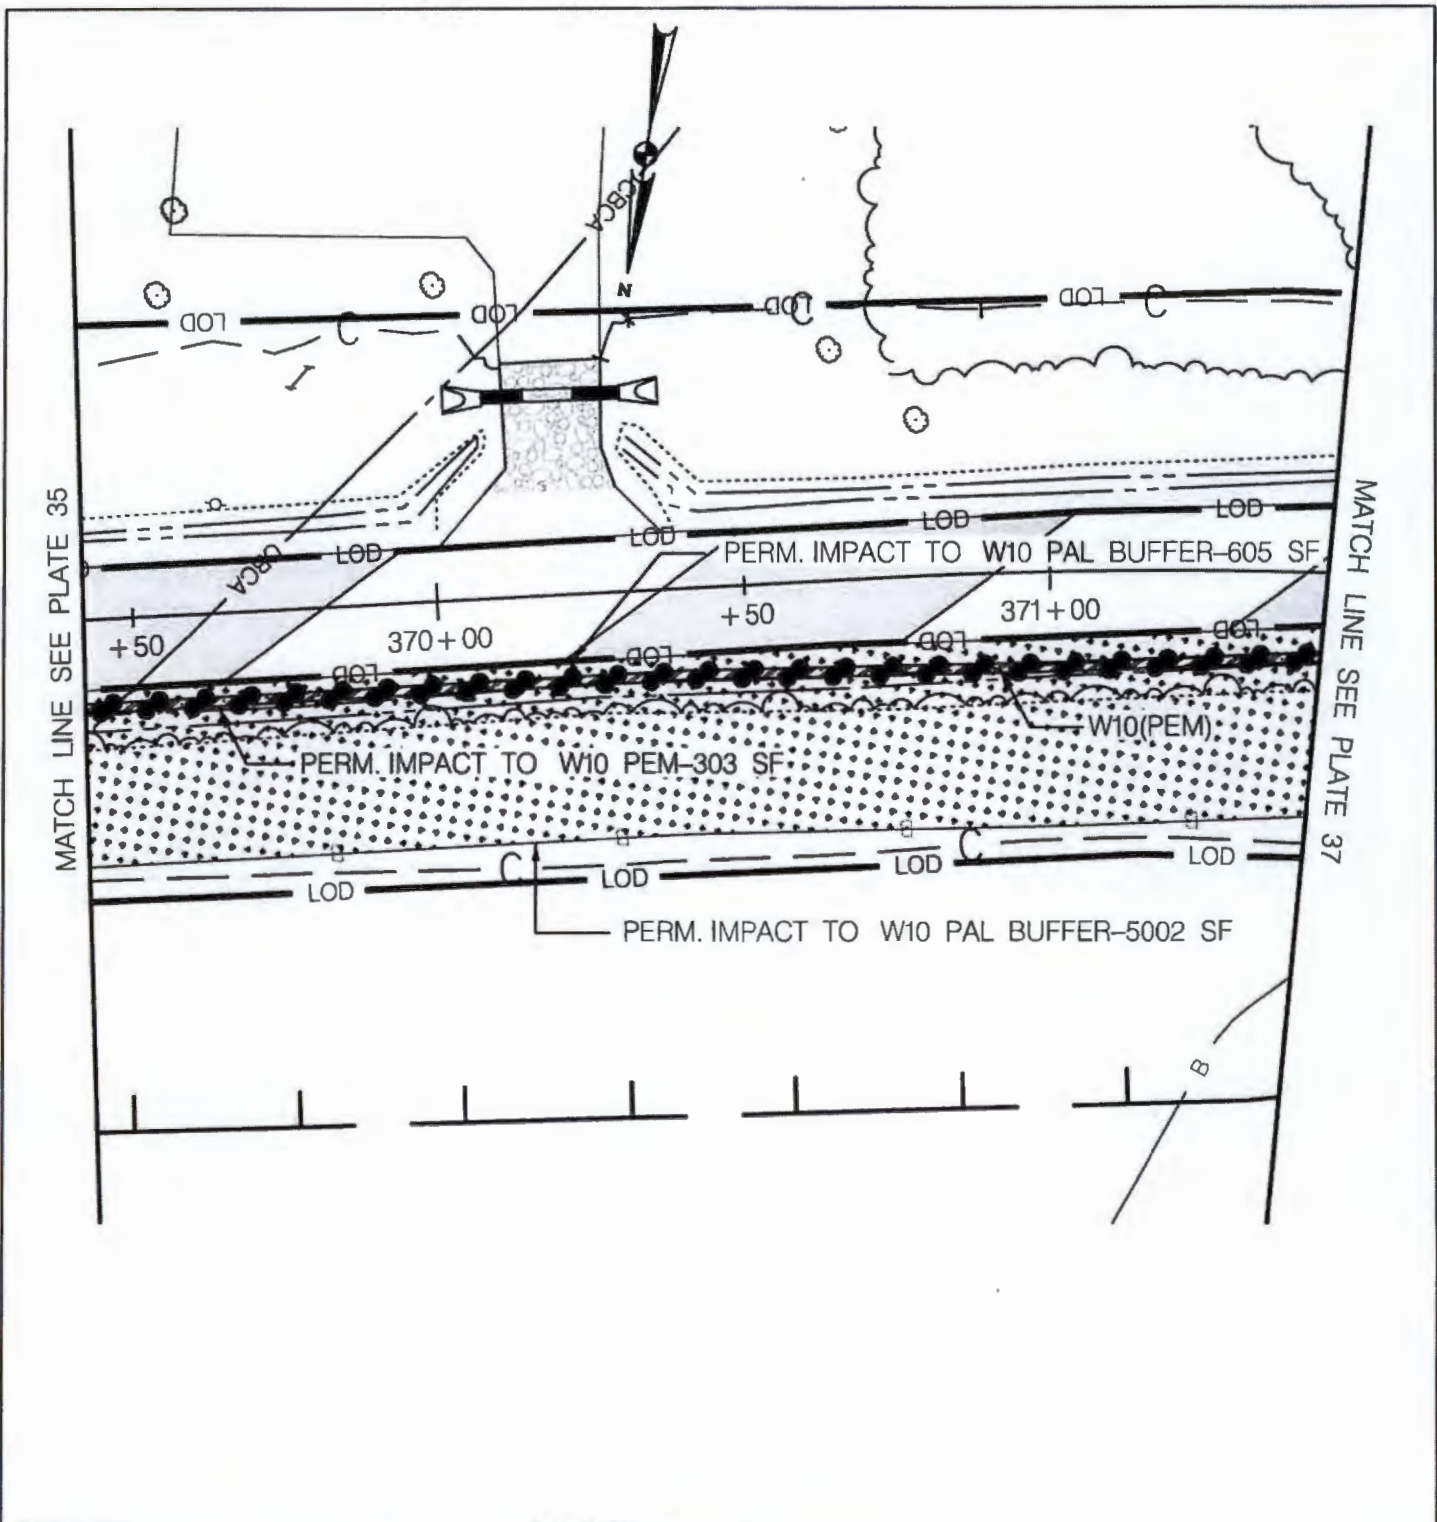 CBCA
N
LOD LOD LOD LOD
C C C
LOD LOD LOD LOD
CBCA
PERM. IMPACT TO W10 PAL BUFFER-605 SF
+50 370+00 +50 371+00
LOD LOD LOD LOD
W10(PEM)
PERM. IMPACT TO W10 PEM-303 SF
B B B B
C C
LOD LOD LOD LOD
PERM. IMPACT TO W10 PAL BUFFER-5002 SF
B
MATCH LINE SEE PLATE 35
MATCH LINE SEE PLATE 37